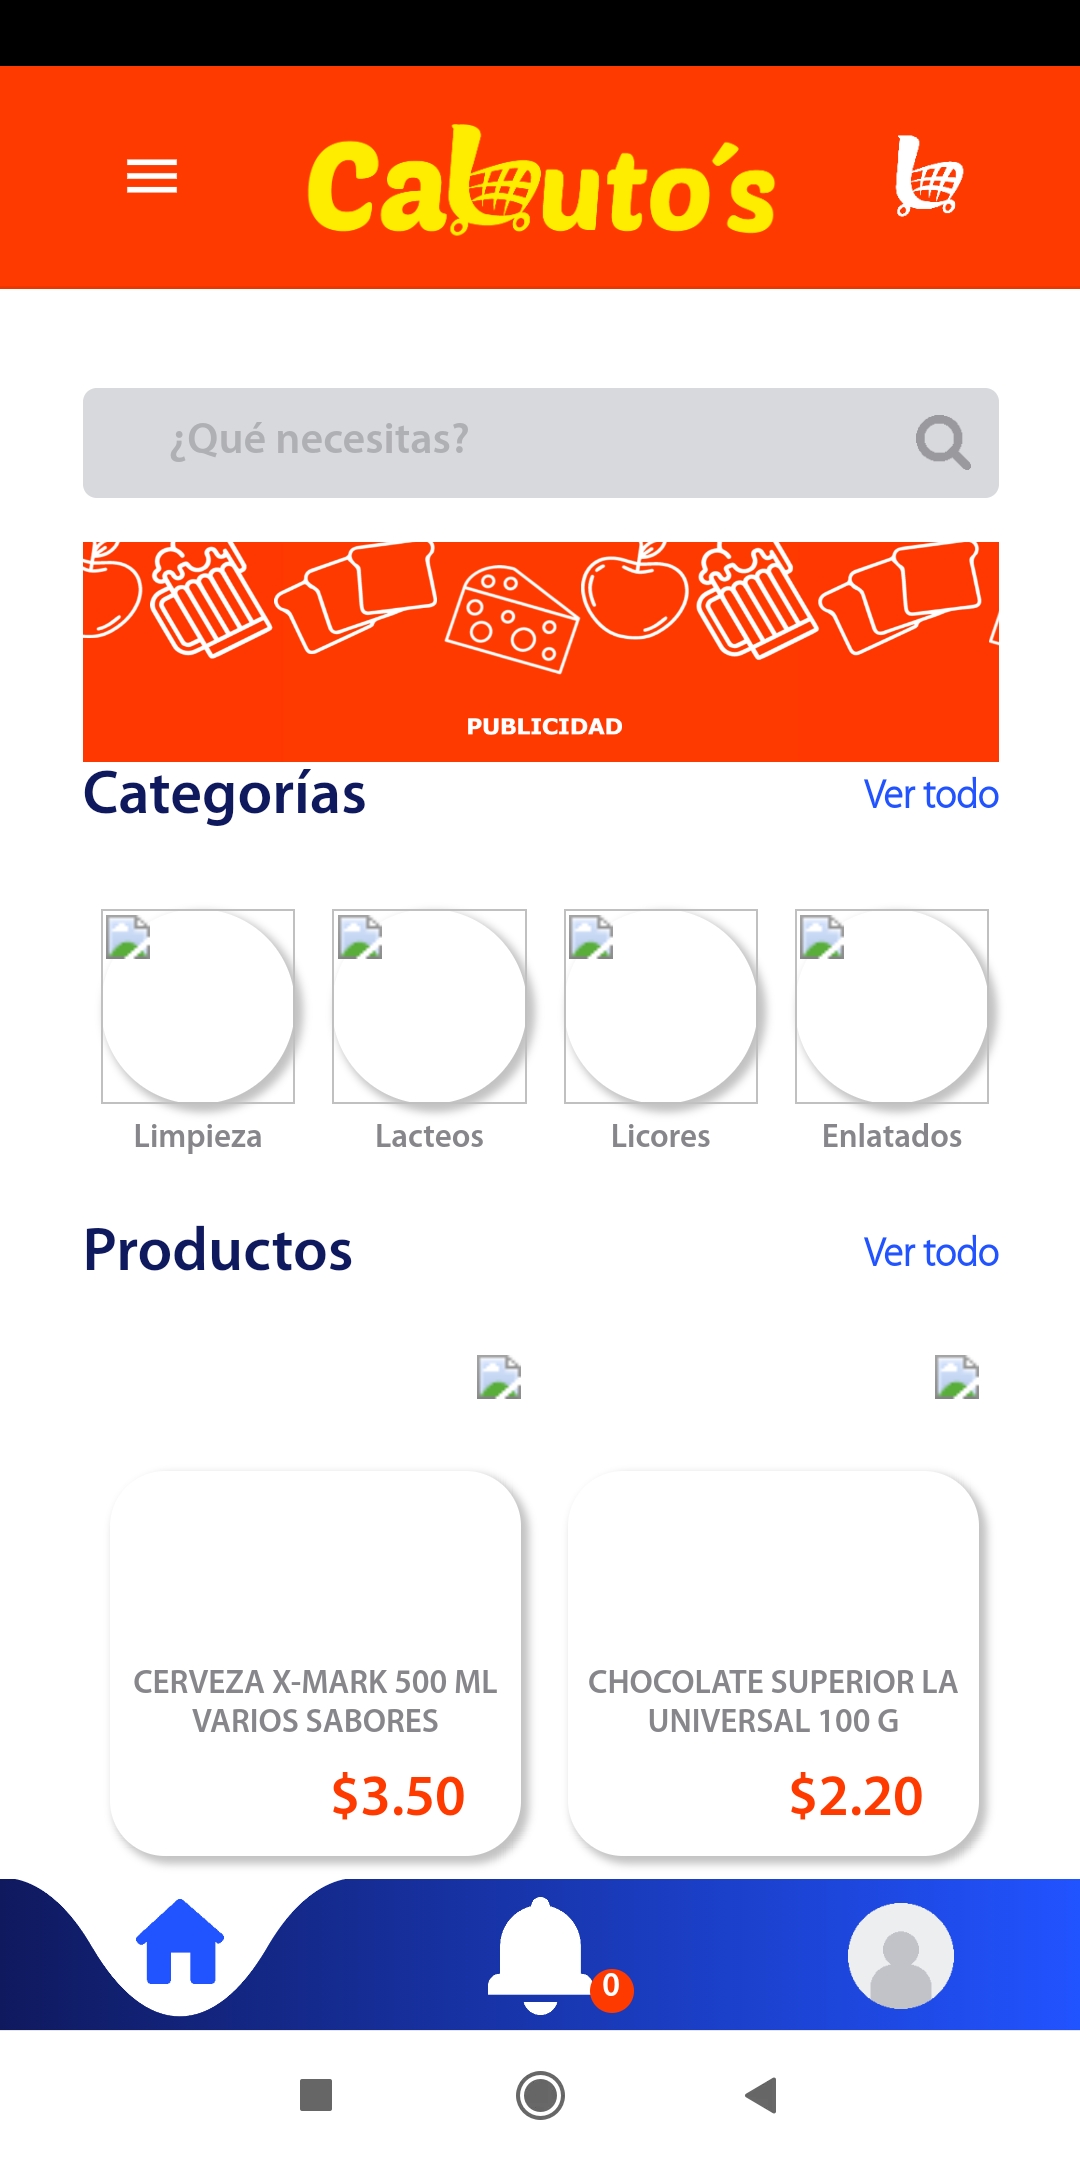 Cabuto´s
¿Qué necesitas?
PUBLICIDAD
Categorías
Ver todo
Limpieza
Lacteos
Licores
Enlatados
Productos
Ver todo
CERVEZA X-MARK 500 ML
VARIOS SABORES
$3.50
CHOCOLATE SUPERIOR LA
UNIVERSAL 100 G
$2.20
0